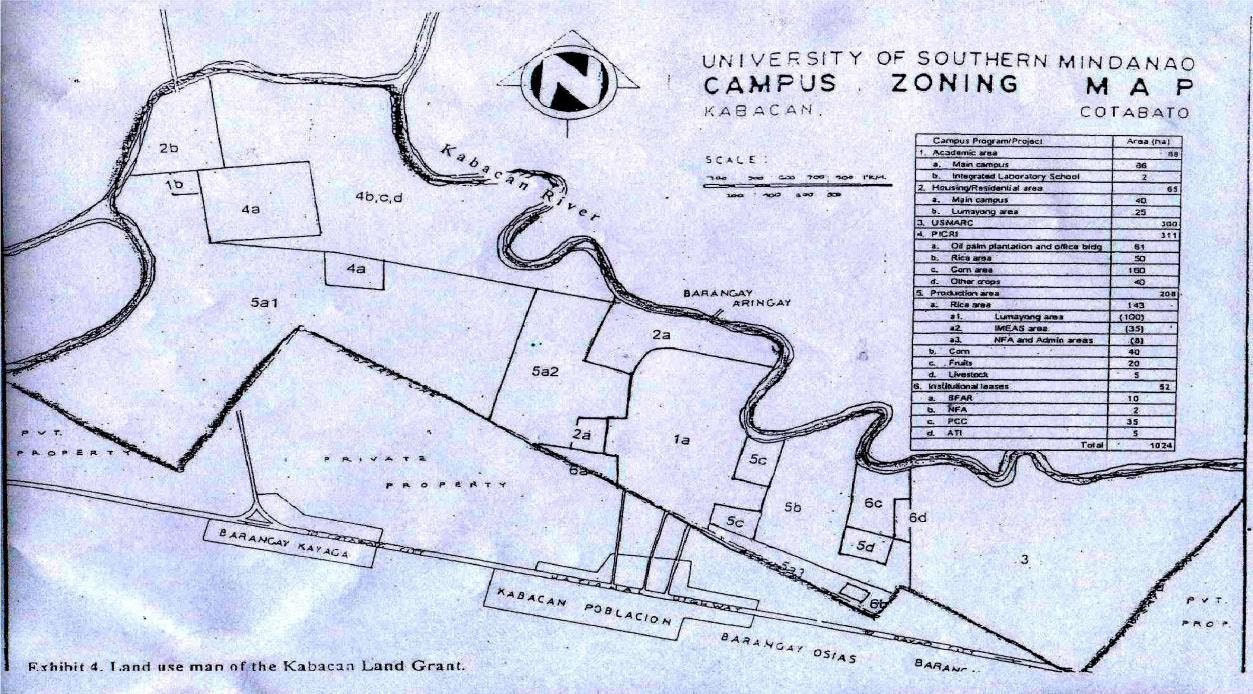 UNIVERSITY OF SOUTHERN MINDANAO
CAMPUS ZONING MAP
KABACAN. COTABATO
SCALE:
Campus Program/Project Area (ha)
1. Academic area 88
a. Main campus 86
b. Integrated Laboratory School 2
2. Housing/Residential area 65
a. Main campus 40
b. Lumayong area 25
3. USMARC 300
4. PICRI 311
a. Oil palm plantation and office bldg 61
b. Rice area 50
c. Corn area 160
d. Other crops 40
5. Production area 208
a. Rice area 143
a1. Lumayong area (100)
a2. IMEAS area (35)
a3. NFA and Admin areas (8)
b. Corn 40
c. Fruits 20
d. Livestock 5
6. Institutional leases 52
a. BFAR 10
b. NFA 2
c. PCC 35
d. ATI 5
Total 1024
Kabacan River
2b
1b
4a
4b,c,d
4a
5a1
BARANGAY
ARINGAY
2a
5a2
2a
1a
6a
5c
5c
5b
6c
6d
5d
5a3
6b
3
PVT.
PROPERTY
PRIVATE
PROPERTY
BARANGAY KAYAGA
HIGHWAY
KABACAN POBLACION
BARANGAY OSIAS
PVT.
PROP.
Exhibit 4. Land use map of the Kabacan Land Grant.